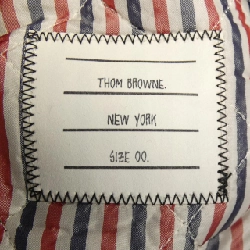 THOM BROWNE.
NEW YORK
SIZE 00.